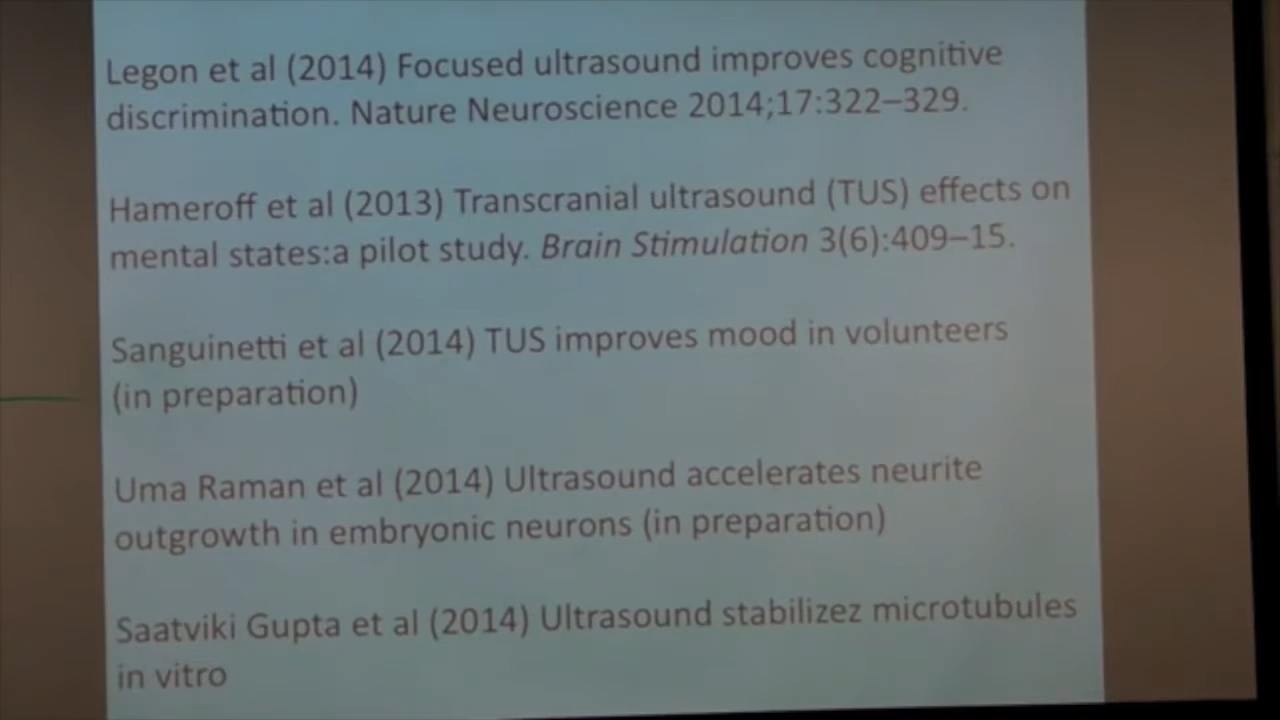 Legon et al (2014) Focused ultrasound improves cognitive
discrimination. Nature Neuroscience 2014;17:322–329.
Hameroff et al (2013) Transcranial ultrasound (TUS) effects on
mental states:a pilot study. Brain Stimulation 3(6):409–15.
Sanguinetti et al (2014) TUS improves mood in volunteers
(in preparation)
Uma Raman et al (2014) Ultrasound accelerates neurite
outgrowth in embryonic neurons (in preparation)
Saatviki Gupta et al (2014) Ultrasound stabilizez microtubules
in vitro